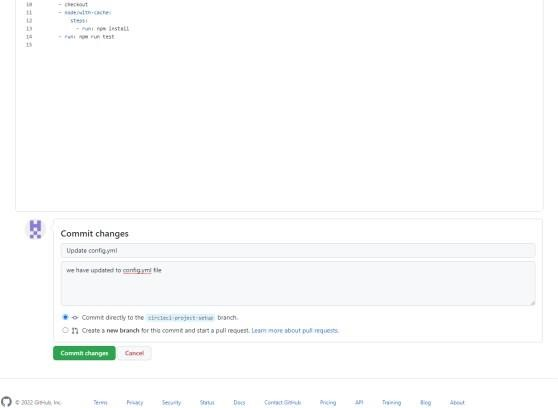 10 - checkout
11 - node/with-cache:
12 steps:
13 - run: npm install
14 - run: npm run test
15
Commit changes
Update config.yml
we have updated to config.yml file
Commit directly to the circleci-project-setup branch.
Create a new branch for this commit and start a pull request. Learn more about pull requests.
Commit changes Cancel
© 2022 GitHub, Inc. Terms Privacy Security Status Docs Contact GitHub Pricing API Training Blog About